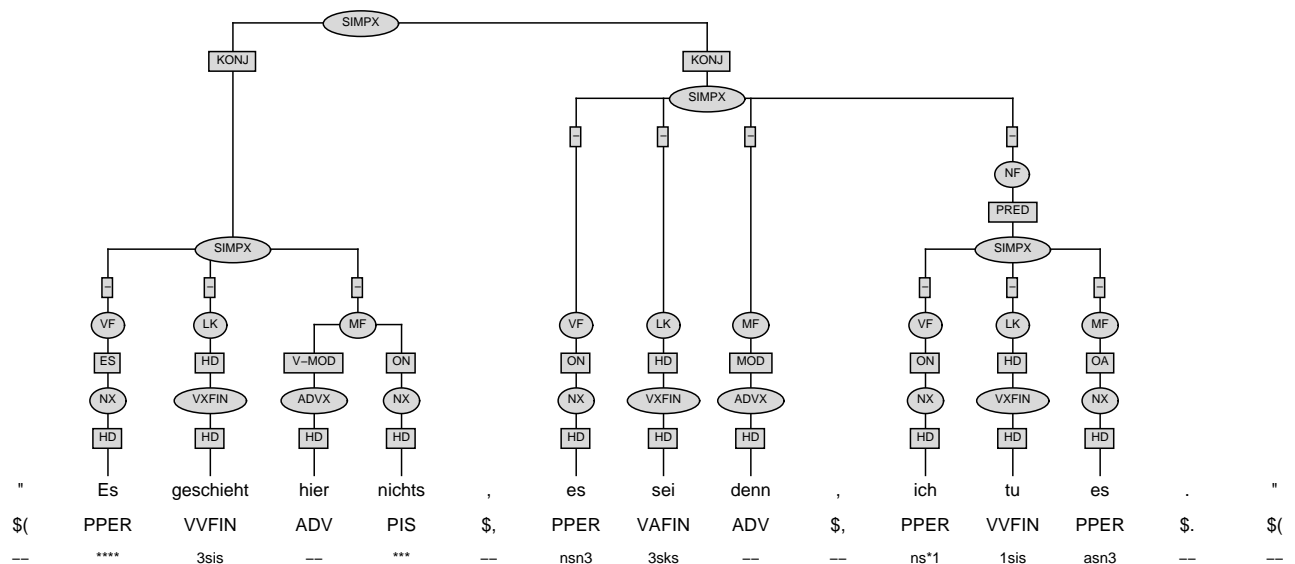 SIMPX
KONJ KONJ
SIMPX
– – – –
NF
PRED
SIMPX SIMPX
– – – – – –
VF LK MF VF LK MF VF LK MF
ES HD V–MOD ON ON HD MOD ON HD OA
NX VXFIN ADVX NX NX VXFIN ADVX NX VXFIN NX
HD HD HD HD HD HD HD HD HD HD
" Es geschieht hier nichts , es sei denn , ich tu es . "
$( PPER VVFIN ADV PIS $, PPER VAFIN ADV $, PPER VVFIN PPER $. $(
−− **** 3sis −− *** −− nsn3 3sks −− −− ns*1 1sis asn3 −− −−